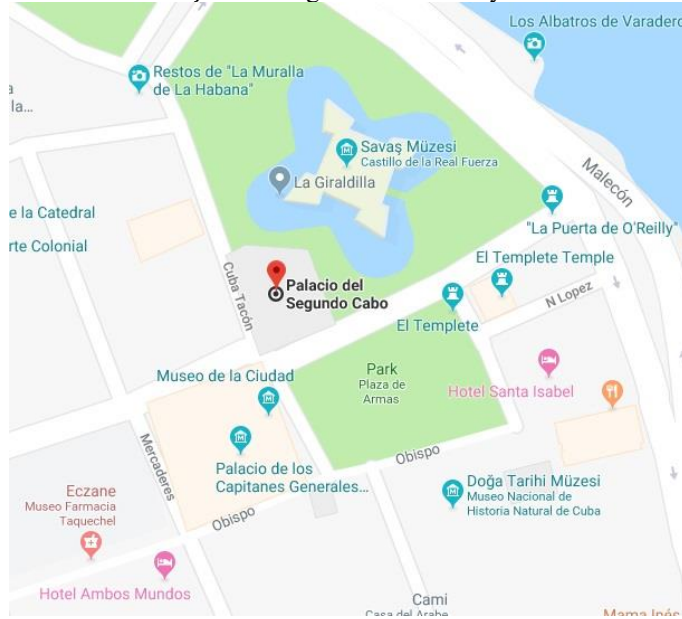 Los Albatros de Varadero
Restos de "La Muralla
de La Habana"
la...
Savaş Müzesi
Castillo de la Real Fuerza
La Giraldilla
Malecón
e la Catedral
rte Colonial
"La Puerta de O'Reilly"
El Templete Temple
Cuba Tacón
Palacio del
Segundo Cabo
N Lopez
El Templete
Park
Plaza de
Armas
Museo de la Ciudad
Hotel Santa Isabel
Mercaderes
Palacio de los
Capitanes Generales...
Obispo
Eczane
Museo Farmacia
Taquechel
Doğa Tarihi Müzesi
Museo Nacional de
Historia Natural de Cuba
Obispo
Hotel Ambos Mundos
Cami
Casa del Arabe
Mama Inés